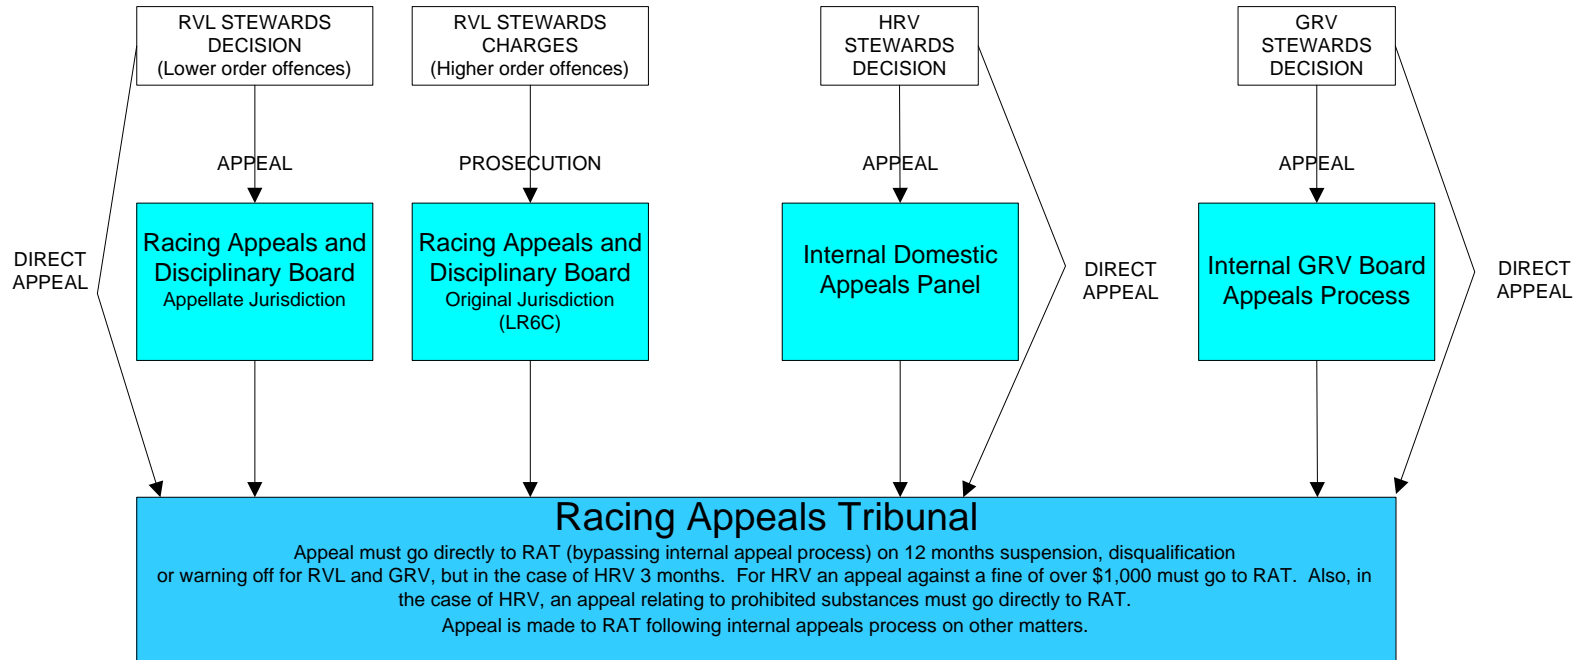 RVL STEWARDS
DECISION
(Lower order offences)
RVL STEWARDS
CHARGES
(Higher order offences)
HRV
STEWARDS
DECISION
GRV
STEWARDS
DECISION
APPEAL
PROSECUTION
APPEAL
APPEAL
DIRECT
APPEAL
Racing Appeals and
Disciplinary Board
Appellate Jurisdiction
Racing Appeals and
Disciplinary Board
Original Jurisdiction
(LR6C)
Internal Domestic
Appeals Panel
DIRECT
APPEAL
Internal GRV Board
Appeals Process
DIRECT
APPEAL
Racing Appeals Tribunal
Appeal must go directly to RAT (bypassing internal appeal process) on 12 months suspension, disqualification
or warning off for RVL and GRV, but in the case of HRV 3 months.  For HRV an appeal against a fine of over $1,000 must go to RAT.  Also, in
the case of HRV, an appeal relating to prohibited substances must go directly to RAT.
Appeal is made to RAT following internal appeals process on other matters.